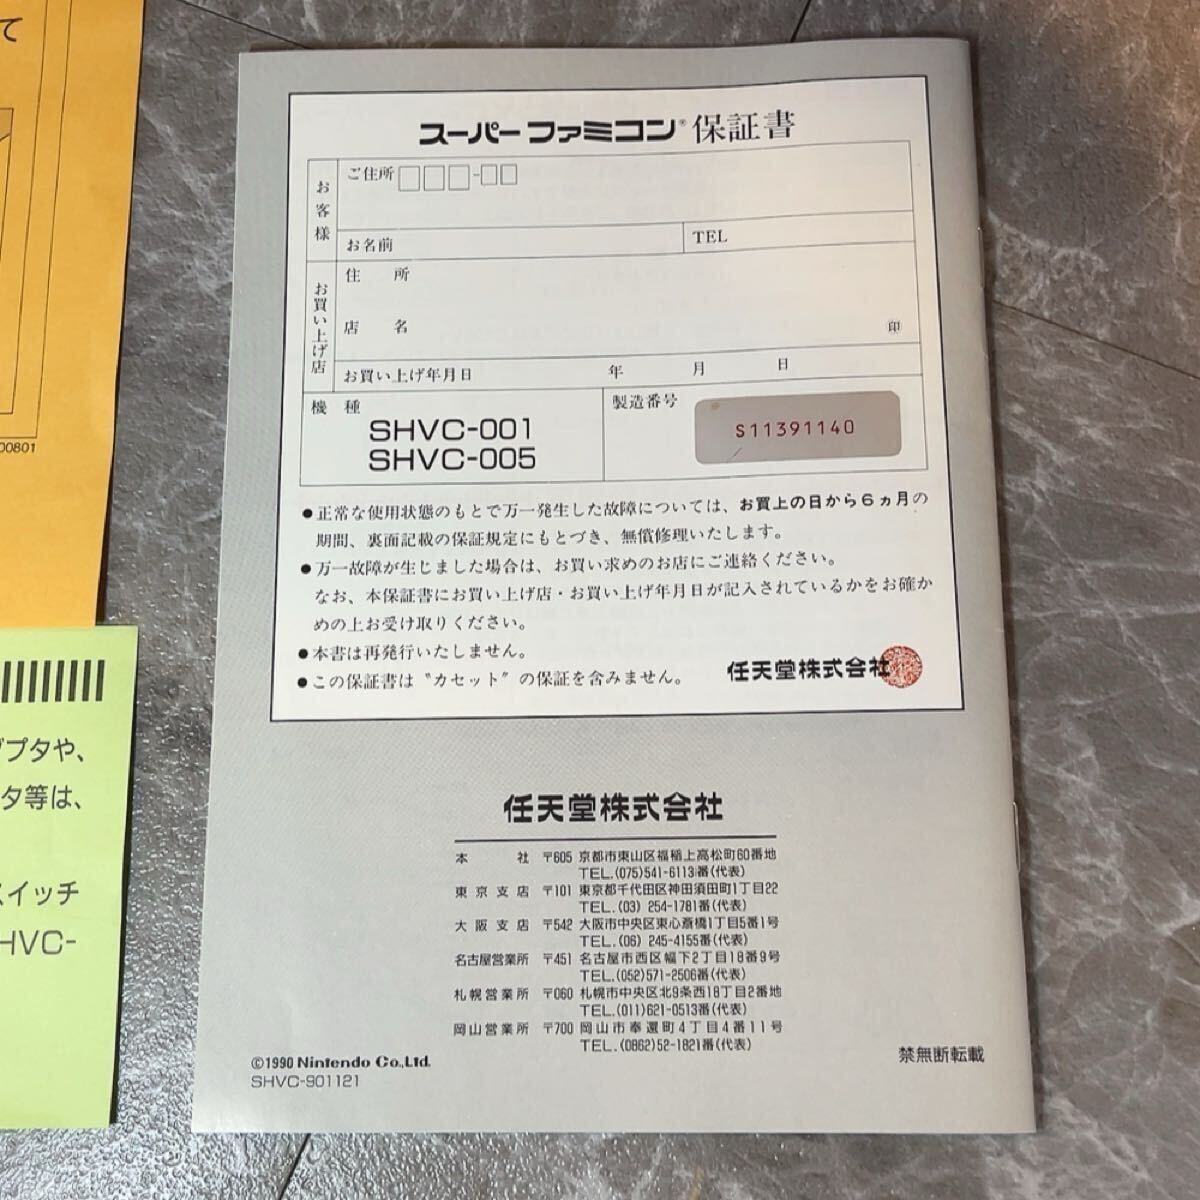 て
00801
プタや、
タ等は、
スイッチ
HVC-
スーパーファミコン® 保証書
お客様
ご住所 □□□-□□
お名前
TEL
お買い上げ店
住 所
店 名
印
お買い上げ年月日 年 月 日
機 種
SHVC-001
SHVC-005
製造番号
S11391140
●正常な使用状態のもとで万一発生した故障については、お買上の日から6ヵ月の
期間、裏面記載の保証規定にもとづき、無償修理いたします。
●万一故障が生じました場合は、お買い求めのお店にご連絡ください。
なお、本保証書にお買い上げ店・お買い上げ年月日が記入されているかをお確か
めの上お受け取りください。
●本書は再発行いたしません。
●この保証書は〝カセット〟の保証を含みません。
任天堂株式会社
任天堂株式会社
本 社 〒605 京都市東山区福稲上高松町60番地
TEL.(075)541-6113番(代表)
東京支店 〒101 東京都千代田区神田須田町1丁目22
TEL.(03) 254-1781番(代表)
大阪支店 〒542 大阪市中央区東心斎橋1丁目5番1号
TEL.(06) 245-4155番(代表)
名古屋営業所 〒451 名古屋市西区幅下2丁目18番9号
TEL.(052)571-2506番(代表)
札幌営業所 〒060 札幌市中央区北9条西18丁目2番地
TEL.(011)621-0513番(代表)
岡山営業所 〒700 岡山市奉還町4丁目4番11号
TEL.(0862)52-1821番(代表)
©1990 Nintendo Co.,Ltd.
SHVC-901121
禁無断転載